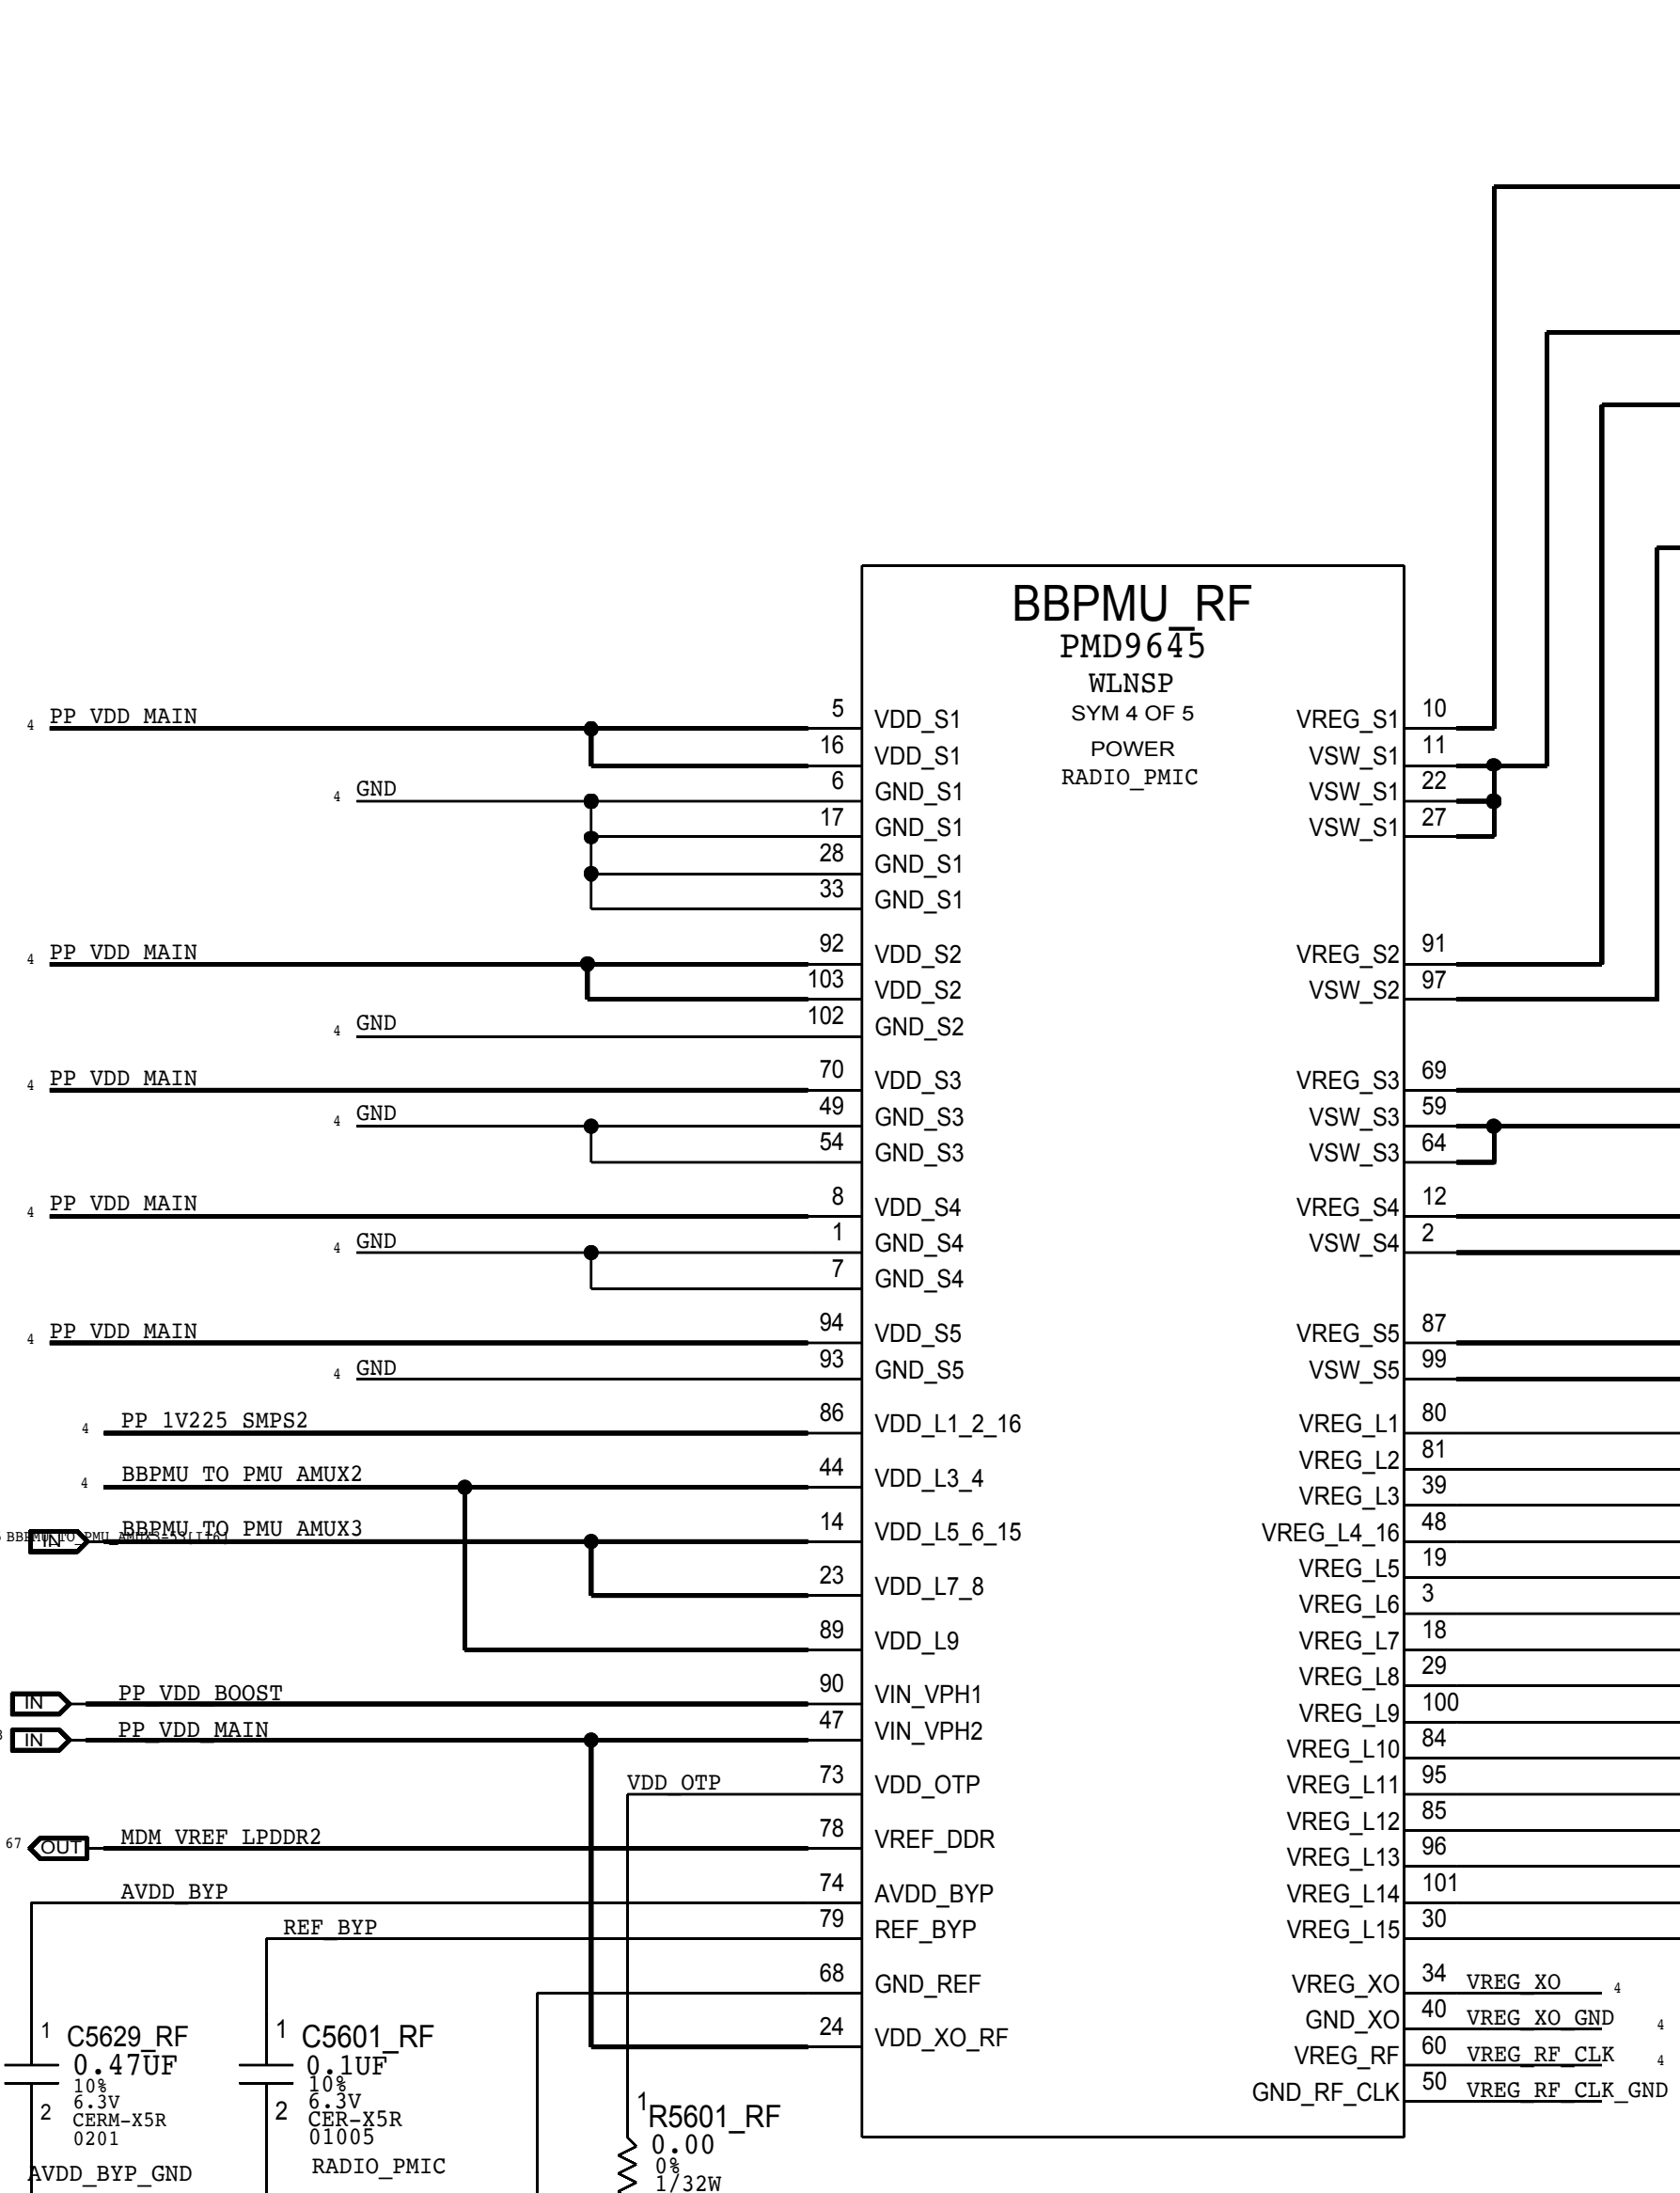 BBPMU_RF
PMD9645
WLNSP
SYM 4 OF 5
POWER
RADIO_PMIC
4 PP_VDD_MAIN 5 VDD_S1 VREG_S1 10
16 VDD_S1 VSW_S1 11
4 GND 6 GND_S1 VSW_S1 22
17 GND_S1 VSW_S1 27
28 GND_S1
33 GND_S1
4 PP_VDD_MAIN 92 VDD_S2 VREG_S2 91
103 VDD_S2 VSW_S2 97
4 GND 102 GND_S2
4 PP_VDD_MAIN 70 VDD_S3 VREG_S3 69
4 GND 49 GND_S3 VSW_S3 59
54 GND_S3 VSW_S3 64
4 PP_VDD_MAIN 8 VDD_S4 VREG_S4 12
4 GND 1 GND_S4 VSW_S4 2
7 GND_S4
4 PP_VDD_MAIN 94 VDD_S5 VREG_S5 87
4 GND 93 GND_S5 VSW_S5 99
4 PP_1V225_SMPS2 86 VDD_L1_2_16 VREG_L1 80
VREG_L2 81
4 BBPMU_TO_PMU_AMUX2 44 VDD_L3_4 VREG_L3 39
IN BBPMU_TO_PMU_AMUX3 14 VDD_L5_6_15 VREG_L4_16 48
VREG_L5 19
23 VDD_L7_8 VREG_L6 3
89 VDD_L9 VREG_L7 18
VREG_L8 29
IN PP_VDD_BOOST 90 VIN_VPH1 VREG_L9 100
IN PP_VDD_MAIN 47 VIN_VPH2 VREG_L10 84
VDD_OTP 73 VDD_OTP VREG_L11 95
VREG_L12 85
67 OUT MDM_VREF_LPDDR2 78 VREF_DDR VREG_L13 96
AVDD_BYP 74 AVDD_BYP VREG_L14 101
REF_BYP 79 REF_BYP VREG_L15 30
68 GND_REF VREG_XO 34 VREG_XO 4
GND_XO 40 VREG_XO_GND 4
24 VDD_XO_RF VREG_RF 60 VREG_RF_CLK 4
GND_RF_CLK 50 VREG_RF_CLK_GND
1 C5629_RF
0.47UF
10%
6.3V
2 CERM-X5R
0201
AVDD_BYP_GND
1 C5601_RF
0.1UF
10%
6.3V
2 CER-X5R
01005
RADIO_PMIC
1 R5601_RF
0.00
0%
1/32W